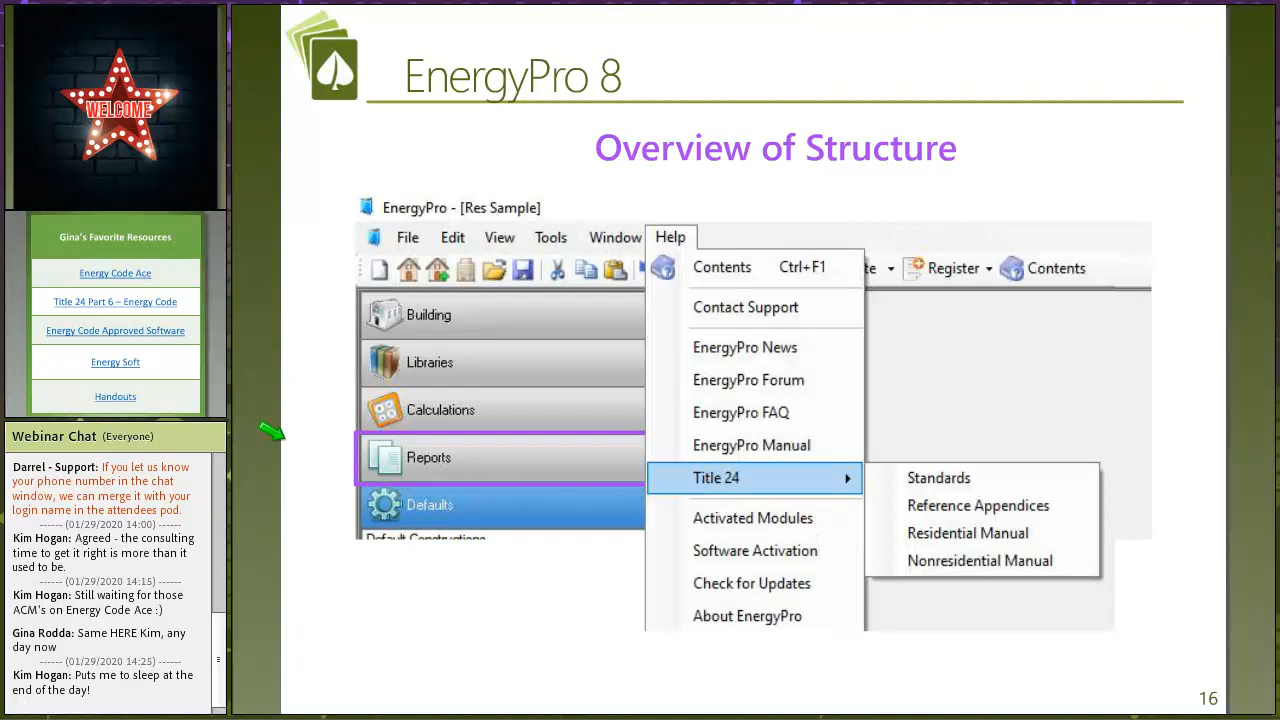 WELCOME
Gina's Favorite Resources
Energy Code Ace
Title 24 Part 6 – Energy Code
Energy Code Approved Software
Energy Soft
Handouts
Webinar Chat (Everyone)
Darrel - Support: If you let us know
your phone number in the chat
window, we can merge it with your
login name in the attendees pod.
------ (01/29/2020 14:00) ------
Kim Hogan: Agreed - the consulting
time to get it right is more than it
used to be.
------ (01/29/2020 14:15) ------
Kim Hogan: Still waiting for those
ACM's on Energy Code Ace :)
Gina Rodda: Same HERE Kim, any
day now
------ (01/29/2020 14:25) ------
Kim Hogan: Puts me to sleep at the
end of the day!
EnergyPro 8
Overview of Structure
EnergyPro - [Res Sample]
File Edit View Tools Window Help
te Register Contents
Building
Libraries
Calculations
Reports
Defaults
Default Constructions
Contents Ctrl+F1
Contact Support
EnergyPro News
EnergyPro Forum
EnergyPro FAQ
EnergyPro Manual
Title 24
Activated Modules
Software Activation
Check for Updates
About EnergyPro
Standards
Reference Appendices
Residential Manual
Nonresidential Manual
16